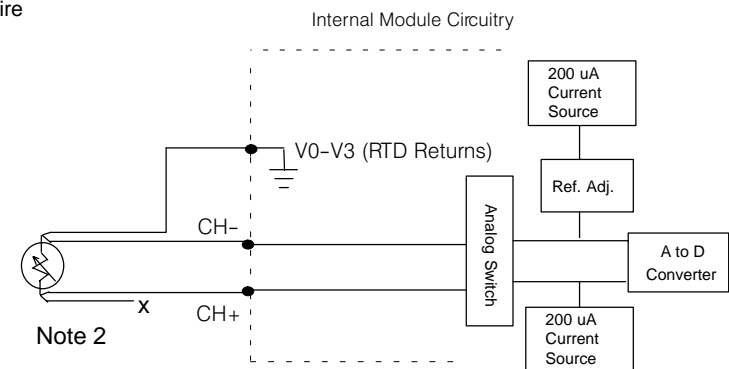 Internal Module Circuitry
200 uA
Current
Source
V0-V3 (RTD Returns)
Ref. Adj.
CH-
Analog Switch
A to D
Converter
x
CH+
Note 2
200 uA
Current
Source